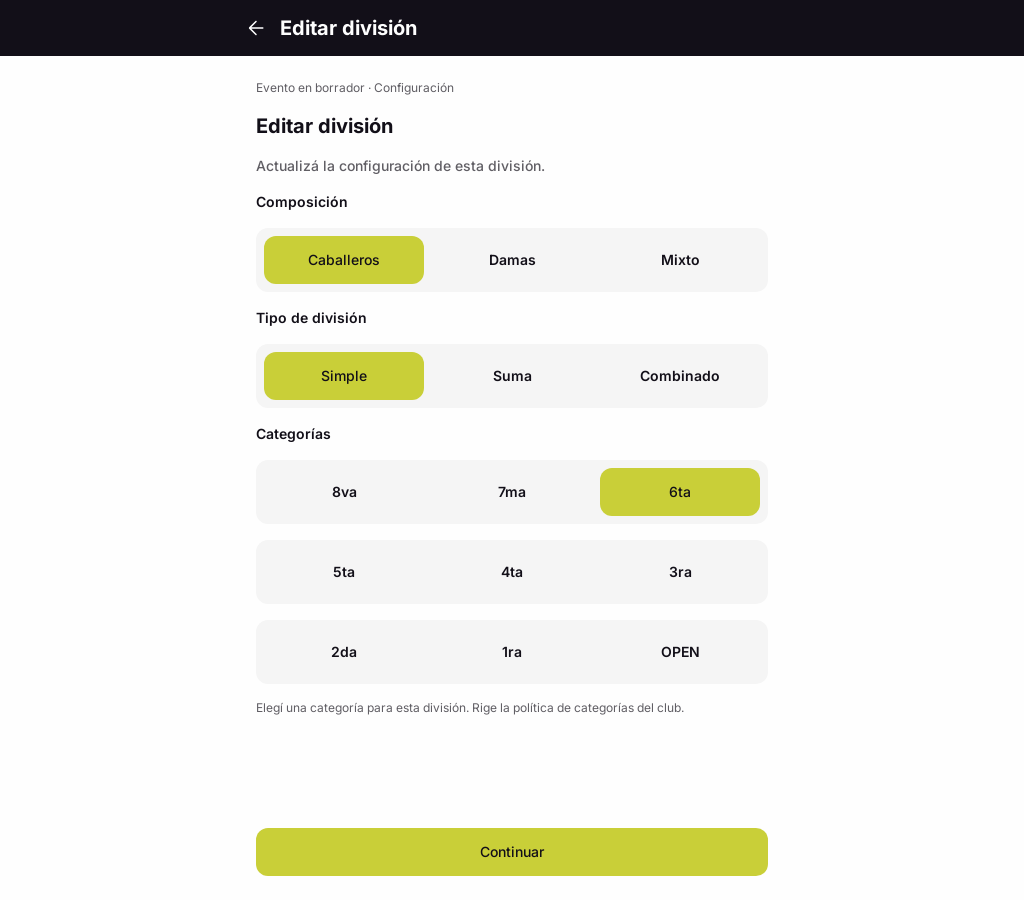 Editar división
Evento en borrador · Configuración
Editar división
Actualizá la configuración de esta división.
Composición
Caballeros Damas Mixto
Tipo de división
Simple Suma Combinado
Categorías
8va 7ma 6ta
5ta 4ta 3ra
2da 1ra OPEN
Elegí una categoría para esta división. Rige la política de categorías del club.
Continuar